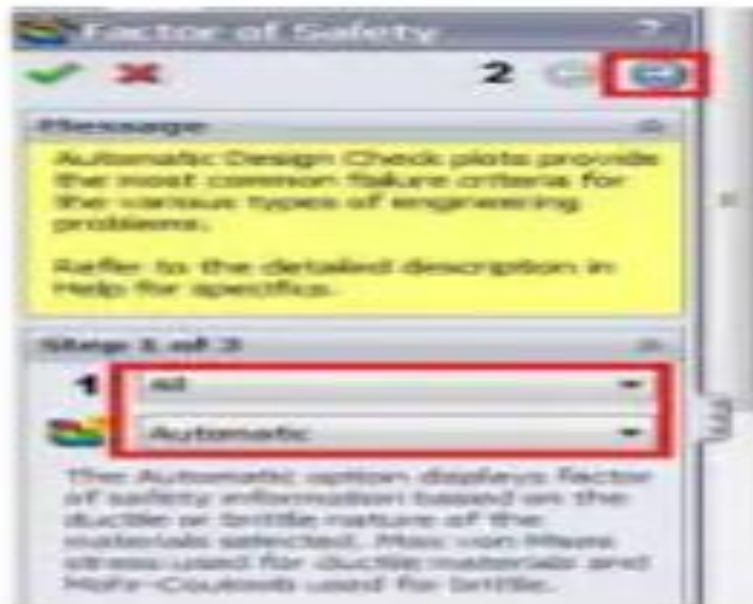 Factor of Safety ?
2
Message
Automatic Design Check plots provide
the most common failure criteria for
the various types of engineering
problems.
Refer to the detailed description in
Help for specifics.
Step 1 of 3
1 All
Automatic
The Automatic option displays factor
of safety information based on the
ductile or brittle nature of the
materials selected. Max von Mises
stress used for ductile materials and
Mohr-Coulomb used for brittle.